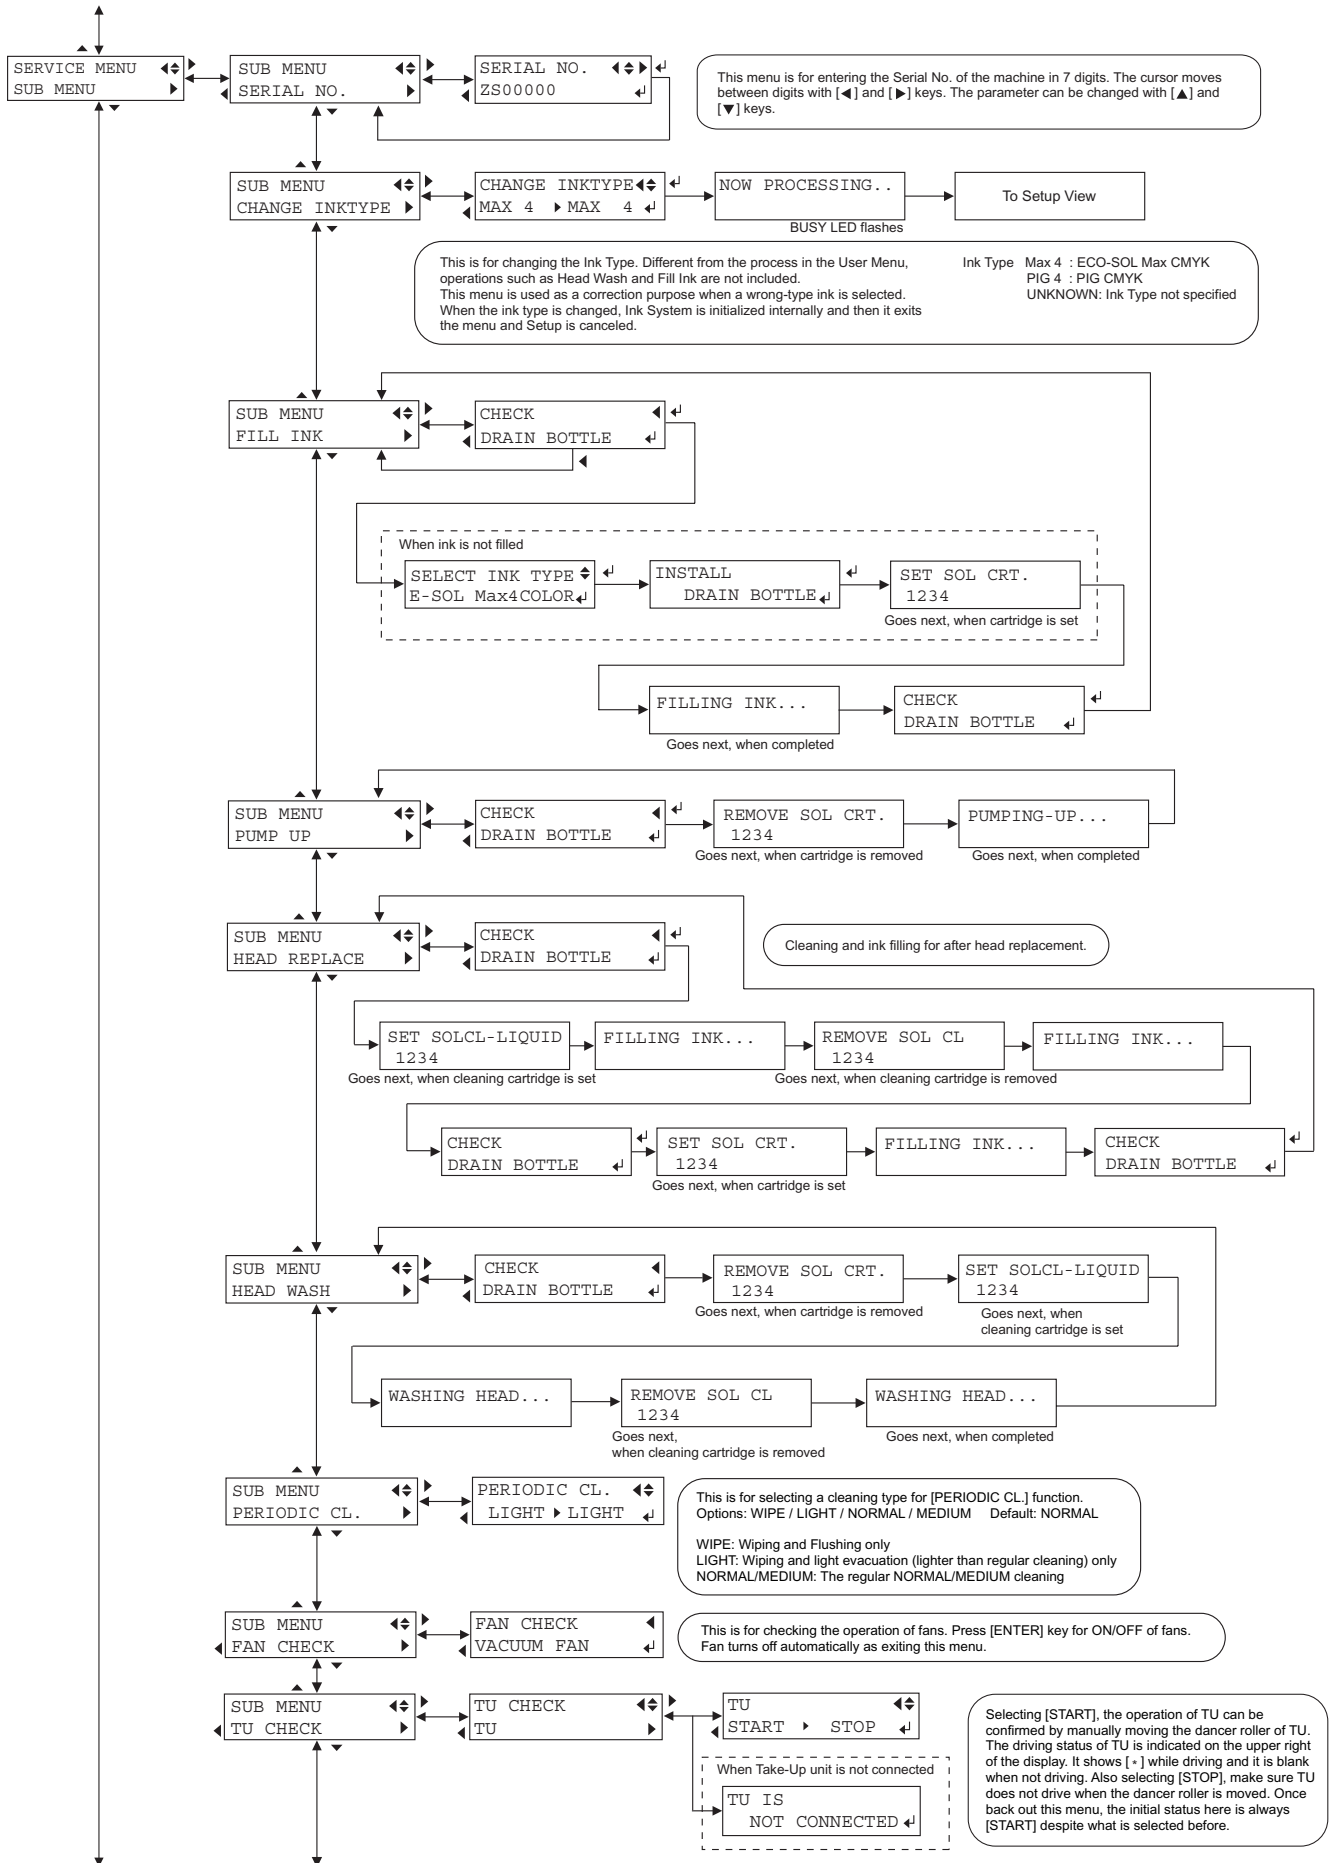 SERVICE MENU
SUB MENU
SUB MENU
SERIAL NO.
SERIAL NO.
ZS00000
This menu is for entering the Serial No. of the machine in 7 digits. The cursor moves
between digits with [◀] and [▶] keys. The parameter can be changed with [▲] and
[▼] keys.
SUB MENU
CHANGE INKTYPE
CHANGE INKTYPE
MAX 4 ▶ MAX 4
NOW PROCESSING..
BUSY LED flashes
To Setup View
This is for changing the Ink Type. Different from the process in the User Menu,
operations such as Head Wash and Fill Ink are not included.
This menu is used as a correction purpose when a wrong-type ink is selected.
When the ink type is changed, Ink System is initialized internally and then it exits
the menu and Setup is canceled.
Ink Type Max 4 : ECO-SOL Max CMYK
PIG 4 : PIG CMYK
UNKNOWN: Ink Type not specified
SUB MENU
FILL INK
CHECK
DRAIN BOTTLE
When ink is not filled
SELECT INK TYPE
E-SOL Max4COLOR
INSTALL
DRAIN BOTTLE
SET SOL CRT.
1234
Goes next, when cartridge is set
FILLING INK...
Goes next, when completed
CHECK
DRAIN BOTTLE
SUB MENU
PUMP UP
CHECK
DRAIN BOTTLE
REMOVE SOL CRT.
1234
Goes next, when cartridge is removed
PUMPING-UP...
Goes next, when completed
SUB MENU
HEAD REPLACE
CHECK
DRAIN BOTTLE
Cleaning and ink filling for after head replacement.
SET SOLCL-LIQUID
1234
Goes next, when cleaning cartridge is set
FILLING INK...
REMOVE SOL CL
1234
Goes next, when cleaning cartridge is removed
FILLING INK...
CHECK
DRAIN BOTTLE
SET SOL CRT.
1234
Goes next, when cartridge is set
FILLING INK...
CHECK
DRAIN BOTTLE
SUB MENU
HEAD WASH
CHECK
DRAIN BOTTLE
REMOVE SOL CRT.
1234
Goes next, when cartridge is removed
SET SOLCL-LIQUID
1234
Goes next, when
cleaning cartridge is set
WASHING HEAD...
REMOVE SOL CL
1234
Goes next,
when cleaning cartridge is removed
WASHING HEAD...
Goes next, when completed
SUB MENU
PERIODIC CL.
PERIODIC CL.
LIGHT ▶ LIGHT
This is for selecting a cleaning type for [PERIODIC CL.] function.
Options: WIPE / LIGHT / NORMAL / MEDIUM Default: NORMAL
WIPE: Wiping and Flushing only
LIGHT: Wiping and light evacuation (lighter than regular cleaning) only
NORMAL/MEDIUM: The regular NORMAL/MEDIUM cleaning
SUB MENU
FAN CHECK
FAN CHECK
VACUUM FAN
This is for checking the operation of fans. Press [ENTER] key for ON/OFF of fans.
Fan turns off automatically as exiting this menu.
SUB MENU
TU CHECK
TU CHECK
TU
TU
START ▶ STOP
When Take-Up unit is not connected
TU IS
NOT CONNECTED
Selecting [START], the operation of TU can be
confirmed by manually moving the dancer roller of TU.
The driving status of TU is indicated on the upper right
of the display. It shows [*] while driving and it is blank
when not driving. Also selecting [STOP], make sure TU
does not drive when the dancer roller is moved. Once
back out this menu, the initial status here is always
[START] despite what is selected before.